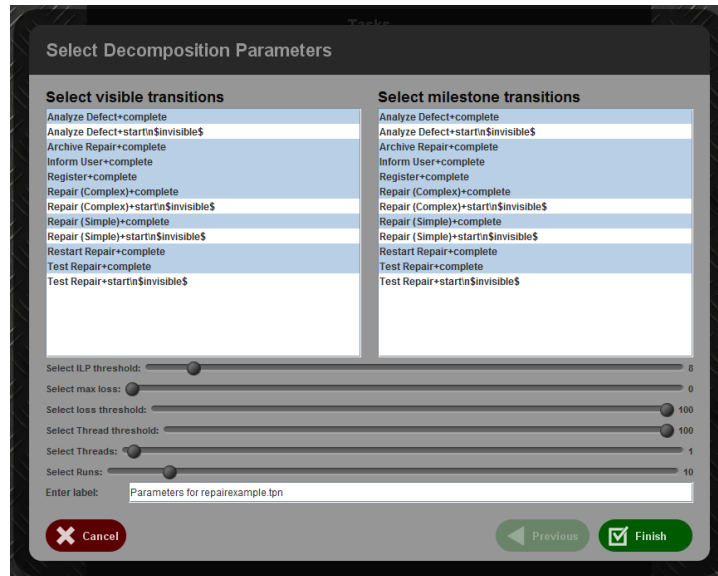 Tasks
Select Decomposition Parameters
Select visible transitions
Analyze Defect+complete
Analyze Defect+start\n$invisible$
Archive Repair+complete
Inform User+complete
Register+complete
Repair (Complex)+complete
Repair (Complex)+start\n$invisible$
Repair (Simple)+complete
Repair (Simple)+start\n$invisible$
Restart Repair+complete
Test Repair+complete
Test Repair+start\n$invisible$
Select milestone transitions
Analyze Defect+complete
Analyze Defect+start\n$invisible$
Archive Repair+complete
Inform User+complete
Register+complete
Repair (Complex)+complete
Repair (Complex)+start\n$invisible$
Repair (Simple)+complete
Repair (Simple)+start\n$invisible$
Restart Repair+complete
Test Repair+complete
Test Repair+start\n$invisible$
Select ILP threshold: 8
Select max loss: 0
Select loss threshold: 100
Select Thread threshold: 100
Select Threads: 1
Select Runs: 10
Enter label: Parameters for repairexample.tpn
Cancel
Previous
Finish